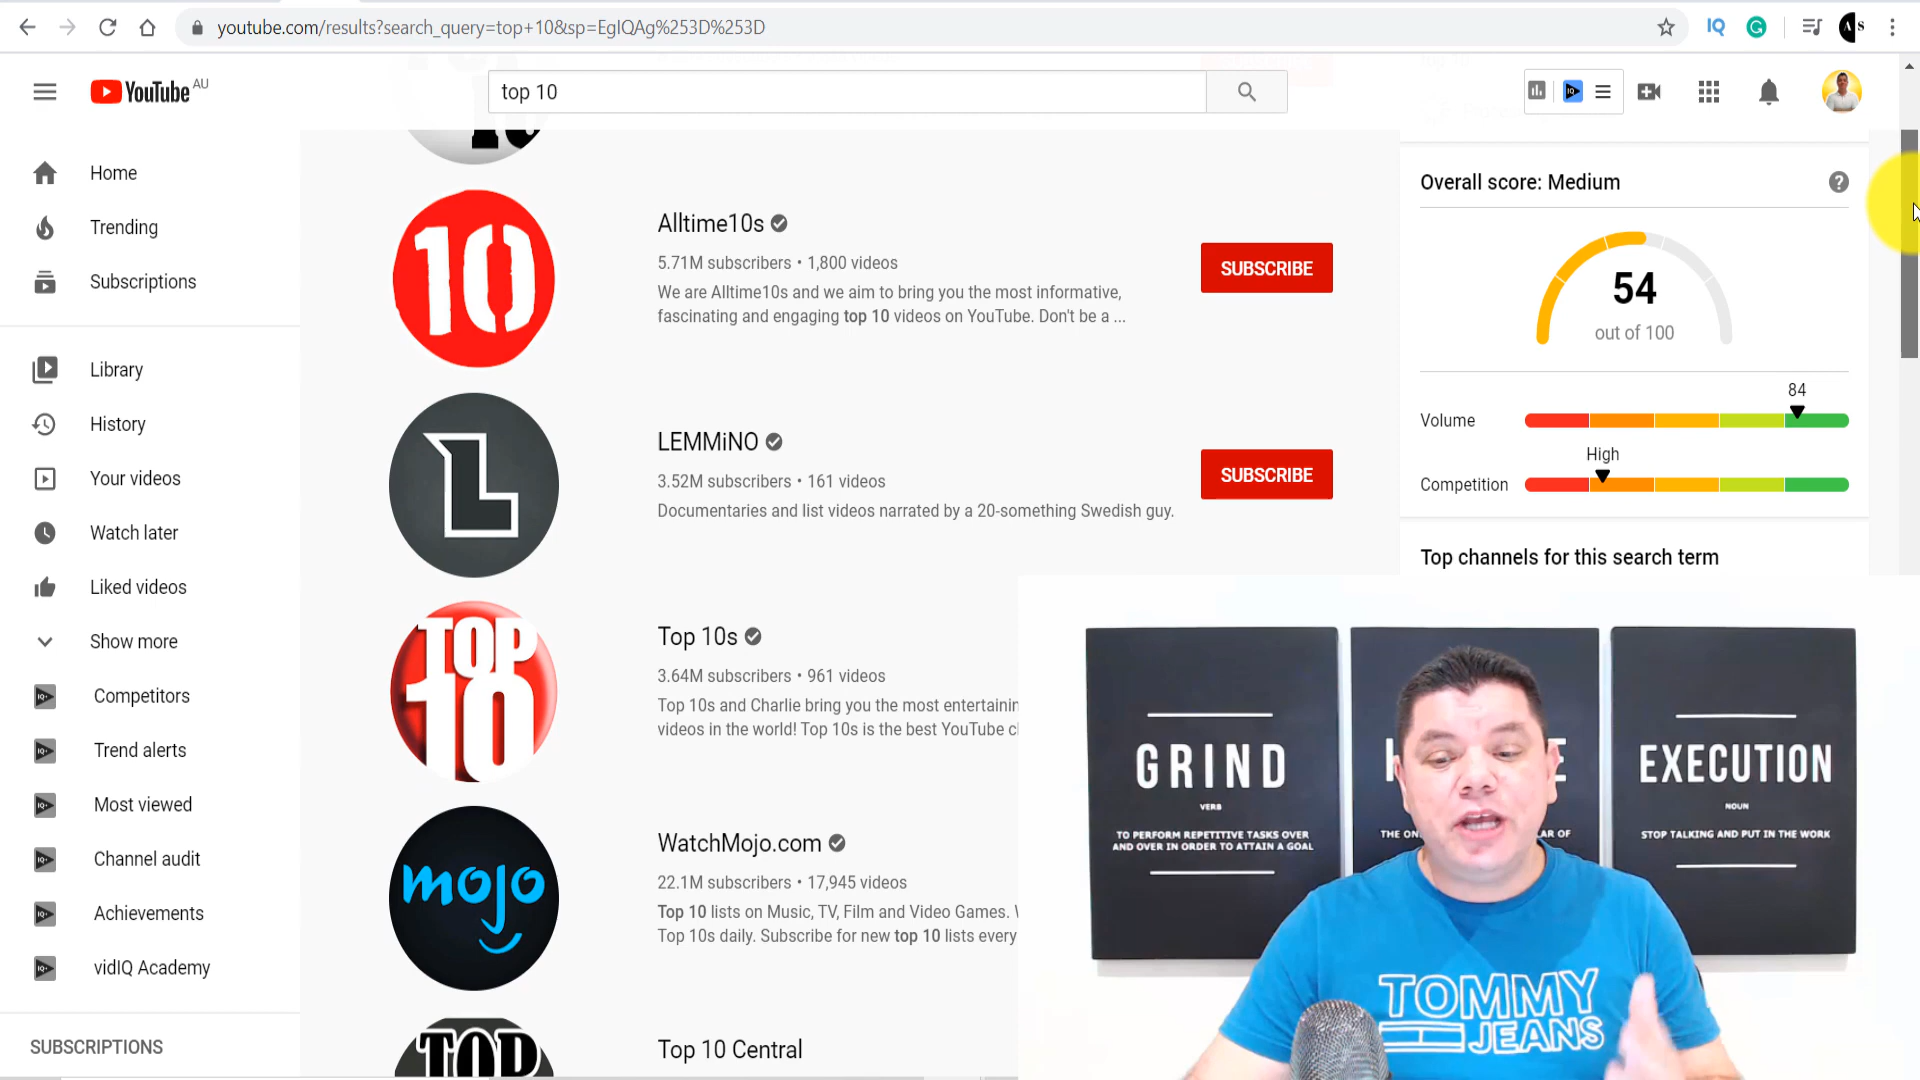 youtube.com/results?search_query=top+10&sp=EgIQAg%253D%253D
YouTube AU
top 10
Home
Trending
Subscriptions
Library
History
Your videos
Watch later
Liked videos
Show more
Competitors
Trend alerts
Most viewed
Channel audit
Achievements
vidIQ Academy
SUBSCRIPTIONS
10
Alltime10s
5.71M subscribers • 1,800 videos
We are Alltime10s and we aim to bring you the most informative,
fascinating and engaging top 10 videos on YouTube. Don't be a ...
SUBSCRIBE
LEMMiNO
3.52M subscribers • 161 videos
Documentaries and list videos narrated by a 20-something Swedish guy.
SUBSCRIBE
TOP
10
Top 10s
3.64M subscribers • 961 videos
Top 10s and Charlie bring you the most entertainin
videos in the world! Top 10s is the best YouTube c
mojo
WatchMojo.com
22.1M subscribers • 17,945 videos
Top 10 lists on Music, TV, Film and Video Games.
Top 10s daily. Subscribe for new top 10 lists every
TOP
Top 10 Central
Overall score: Medium
54
out of 100
84
Volume
High
Competition
Top channels for this search term
GRIND
VERB
TO PERFORM REPETITIVE TASKS OVER
AND OVER IN ORDER TO ATTAIN A GOAL
EXECUTION
NOUN
STOP TALKING AND PUT IN THE WORK
TOMMY
JEANS